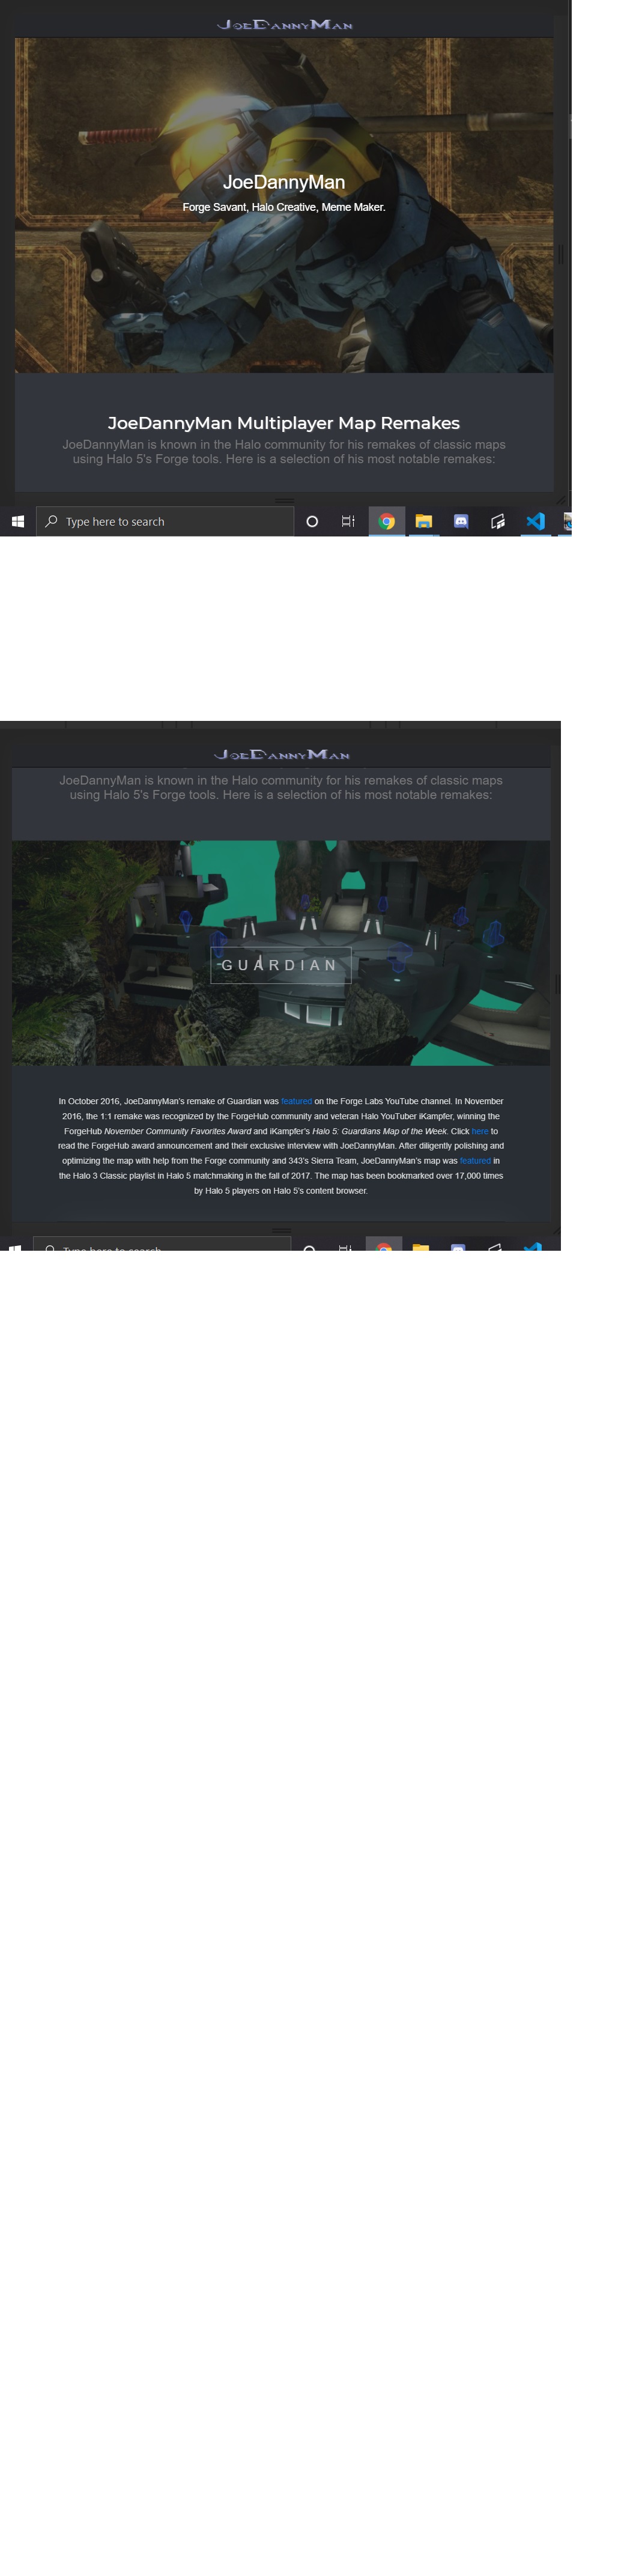 JoeDannyMan
JoeDannyMan
Forge Savant, Halo Creative, Meme Maker.
JoeDannyMan Multiplayer Map Remakes
JoeDannyMan is known in the Halo community for his remakes of classic maps
using Halo 5's Forge tools. Here is a selection of his most notable remakes:
Type here to search
JoeDannyMan
JoeDannyMan is known in the Halo community for his remakes of classic maps
using Halo 5's Forge tools. Here is a selection of his most notable remakes:
GUARDIAN
In October 2016, JoeDannyMan's remake of Guardian was featured on the Forge Labs YouTube channel. In November
2016, the 1:1 remake was recognized by the ForgeHub community and veteran Halo YouTuber iKampfer, winning the
ForgeHub November Community Favorites Award and iKampfer's Halo 5: Guardians Map of the Week. Click here to
read the ForgeHub award announcement and their exclusive interview with JoeDannyMan. After diligently polishing and
optimizing the map with help from the Forge community and 343's Sierra Team, JoeDannyMan's map was featured in
the Halo 3 Classic playlist in Halo 5 matchmaking in the fall of 2017. The map has been bookmarked over 17,000 times
by Halo 5 players on Halo 5's content browser.
Type here to search